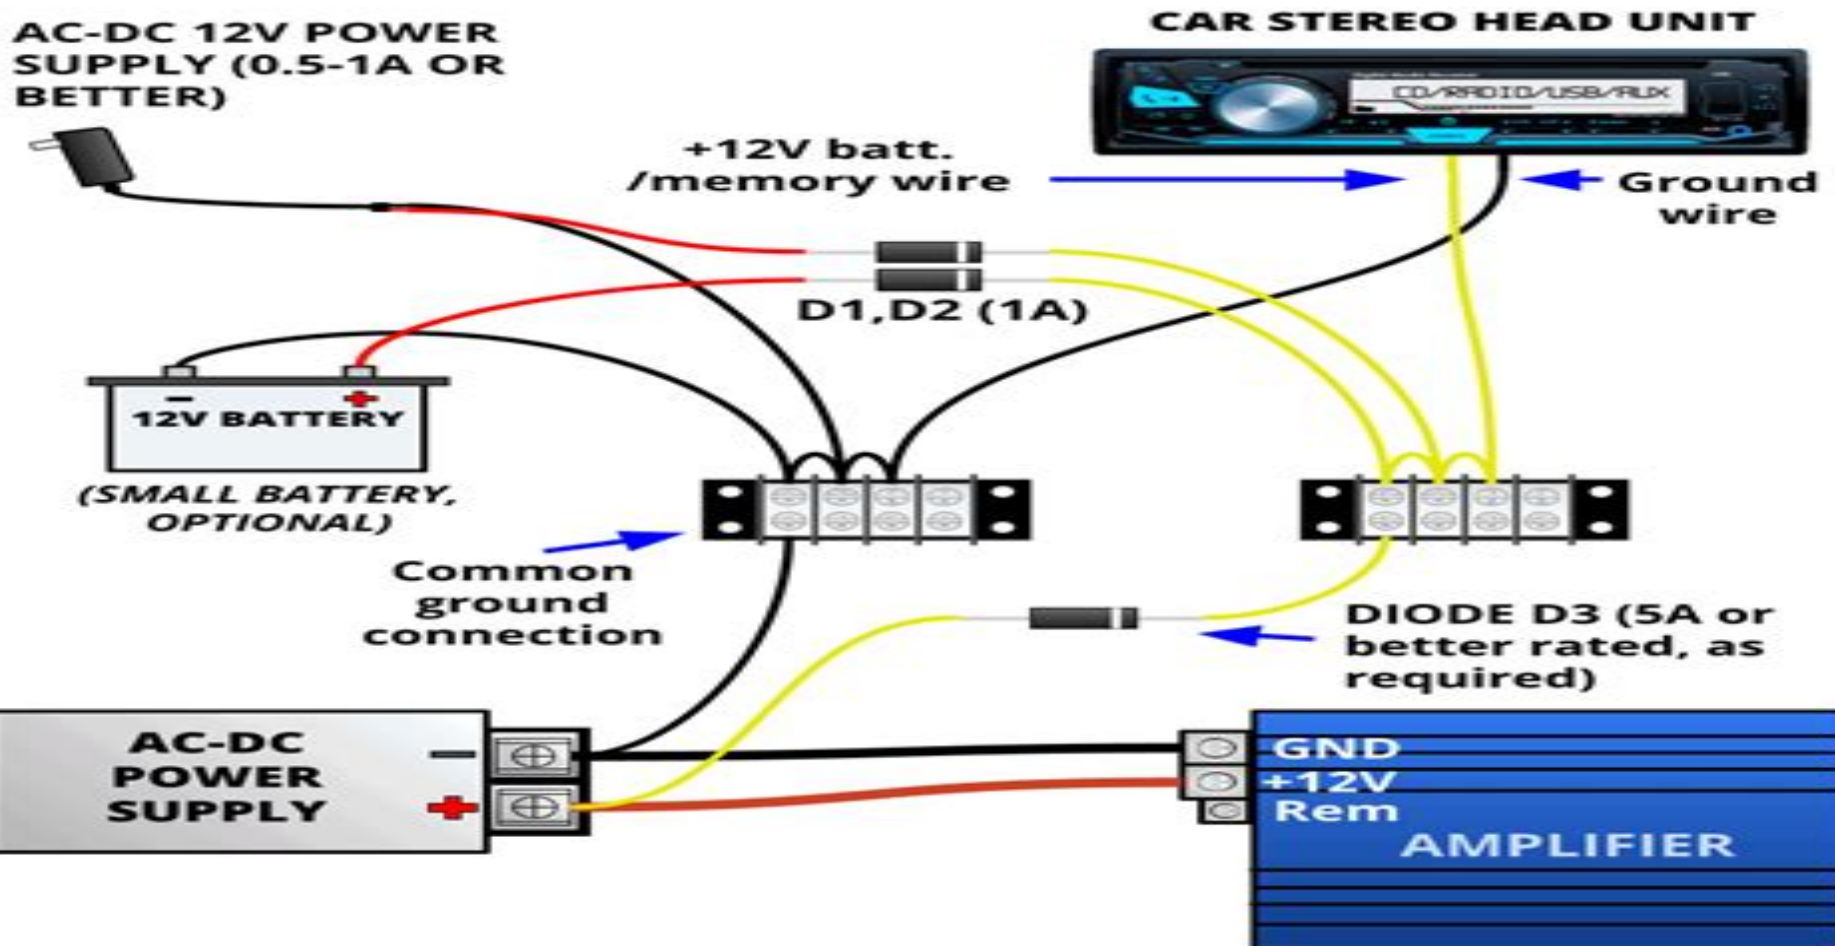 AC-DC 12V POWER
SUPPLY (0.5-1A OR
BETTER)
CAR STEREO HEAD UNIT
CD/RADIO/USB/AUX
+12V batt.
/memory wire
Ground
wire
D1,D2 (1A)
-
+
12V BATTERY
(SMALL BATTERY,
OPTIONAL)
Common
ground
connection
DIODE D3 (5A or
better rated, as
required)
AC-DC
POWER
SUPPLY
-
+
GND
+12V
Rem
AMPLIFIER